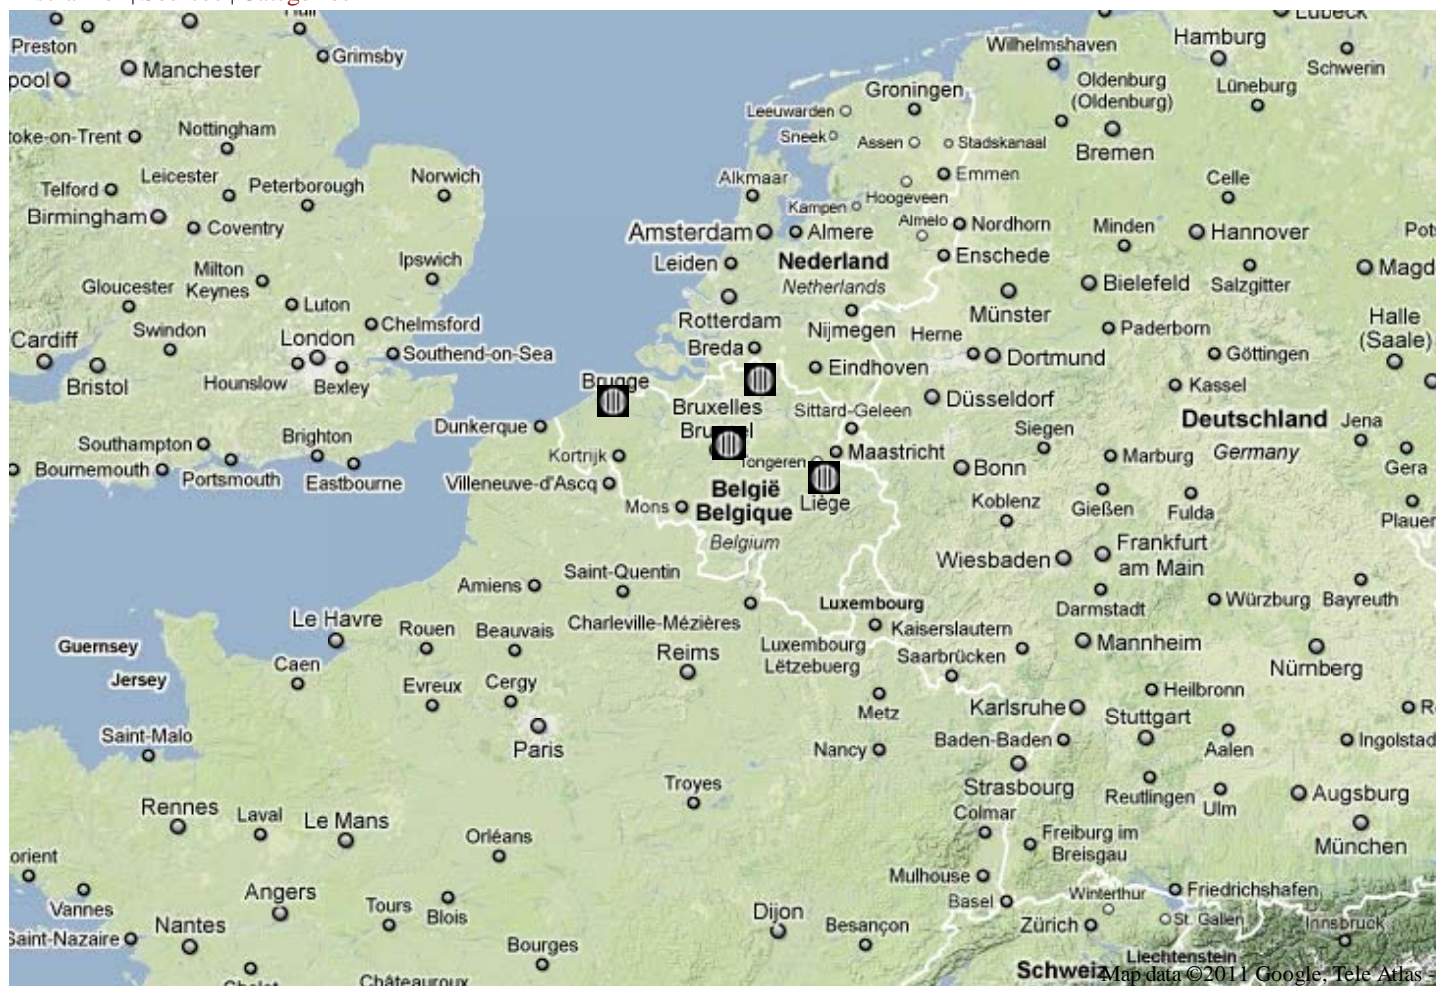 Hull
Lübeck
Preston
Grimsby
Wilhelmshaven
Hamburg
Manchester
pool
Schwerin
Oldenburg
(Oldenburg)
Lüneburg
Groningen
Leeuwarden
Nottingham
toke-on-Trent
Sneek
Assen
Stadskanaal
Bremen
Leicester
Telford
Peterborough
Norwich
Alkmaar
Emmen
Celle
Hoogeveen
Kampen
Birmingham
Coventry
Amsterdam
Almere
Almelo
Nordhorn
Minden
Hannover
Pots
Leiden
Nederland
Netherlands
Enschede
Ipswich
Milton
Keynes
Gloucester
Luton
Bielefeld
Salzgitter
Magd
Rotterdam
Nijmegen
Münster
Herne
Chelmsford
Swindon
London
Cardiff
Paderborn
Halle
(Saale)
Breda
Southend-on-Sea
Dortmund
Göttingen
Bristol
Hounslow
Bexley
Eindhoven
Brugge
Kassel
Düsseldorf
Bruxelles
Sittard-Geleen
Deutschland
Germany
Jena
Dunkerque
Siegen
Southampton
Brighton
Kortrijk
Maastricht
Tongeren
Marburg
Bournemouth
Portsmouth
Eastbourne
Villeneuve-d'Ascq
Bonn
Gera
België
Belgique
Belgium
Mons
Liège
Koblenz
Gießen
Fulda
Plauen
Frankfurt
am Main
Wiesbaden
Saint-Quentin
Amiens
Darmstadt
Würzburg
Bayreuth
Le Havre
Rouen
Beauvais
Charleville-Mézières
Luxembourg
Kaiserslautern
Guernsey
Luxembourg
Lëtzebuerg
Mannheim
Reims
Saarbrücken
Nürnberg
Caen
Jersey
Evreux
Cergy
Heilbronn
Metz
Karlsruhe
Stuttgart
R
Saint-Malo
Paris
Nancy
Baden-Baden
Aalen
Ingolstad
Troyes
Strasbourg
Reutlingen
Ulm
Augsburg
Rennes
Laval
Le Mans
Colmar
Freiburg im
Breisgau
München
Orléans
orient
Mulhouse
Vannes
Angers
Tours
Blois
Basel
Winterthur
Friedrichshafen
Nantes
Dijon
Besançon
Zürich
St. Gallen
Innsbruck
Saint-Nazaire
Bourges
Liechtenstein
Schweiz
Châteauroux
Map data ©2011 Google, Tele Atlas -